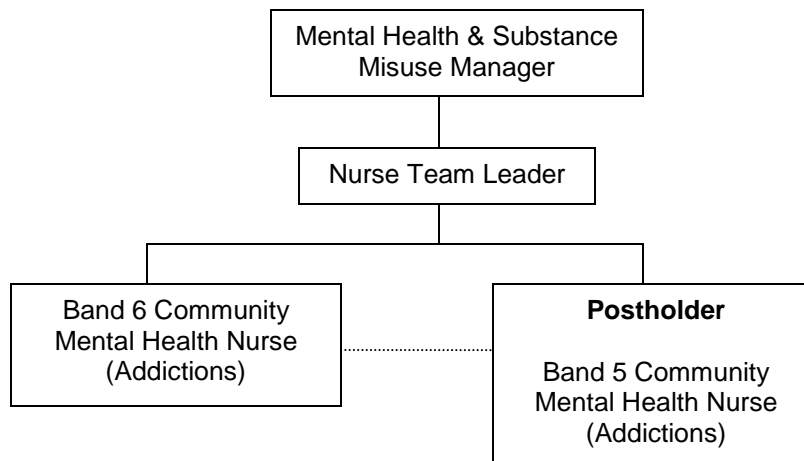 Mental Health & Substance
Misuse Manager
Nurse Team Leader
Band 6 Community
Mental Health Nurse
(Addictions)
Postholder
Band 5 Community
Mental Health Nurse
(Addictions)